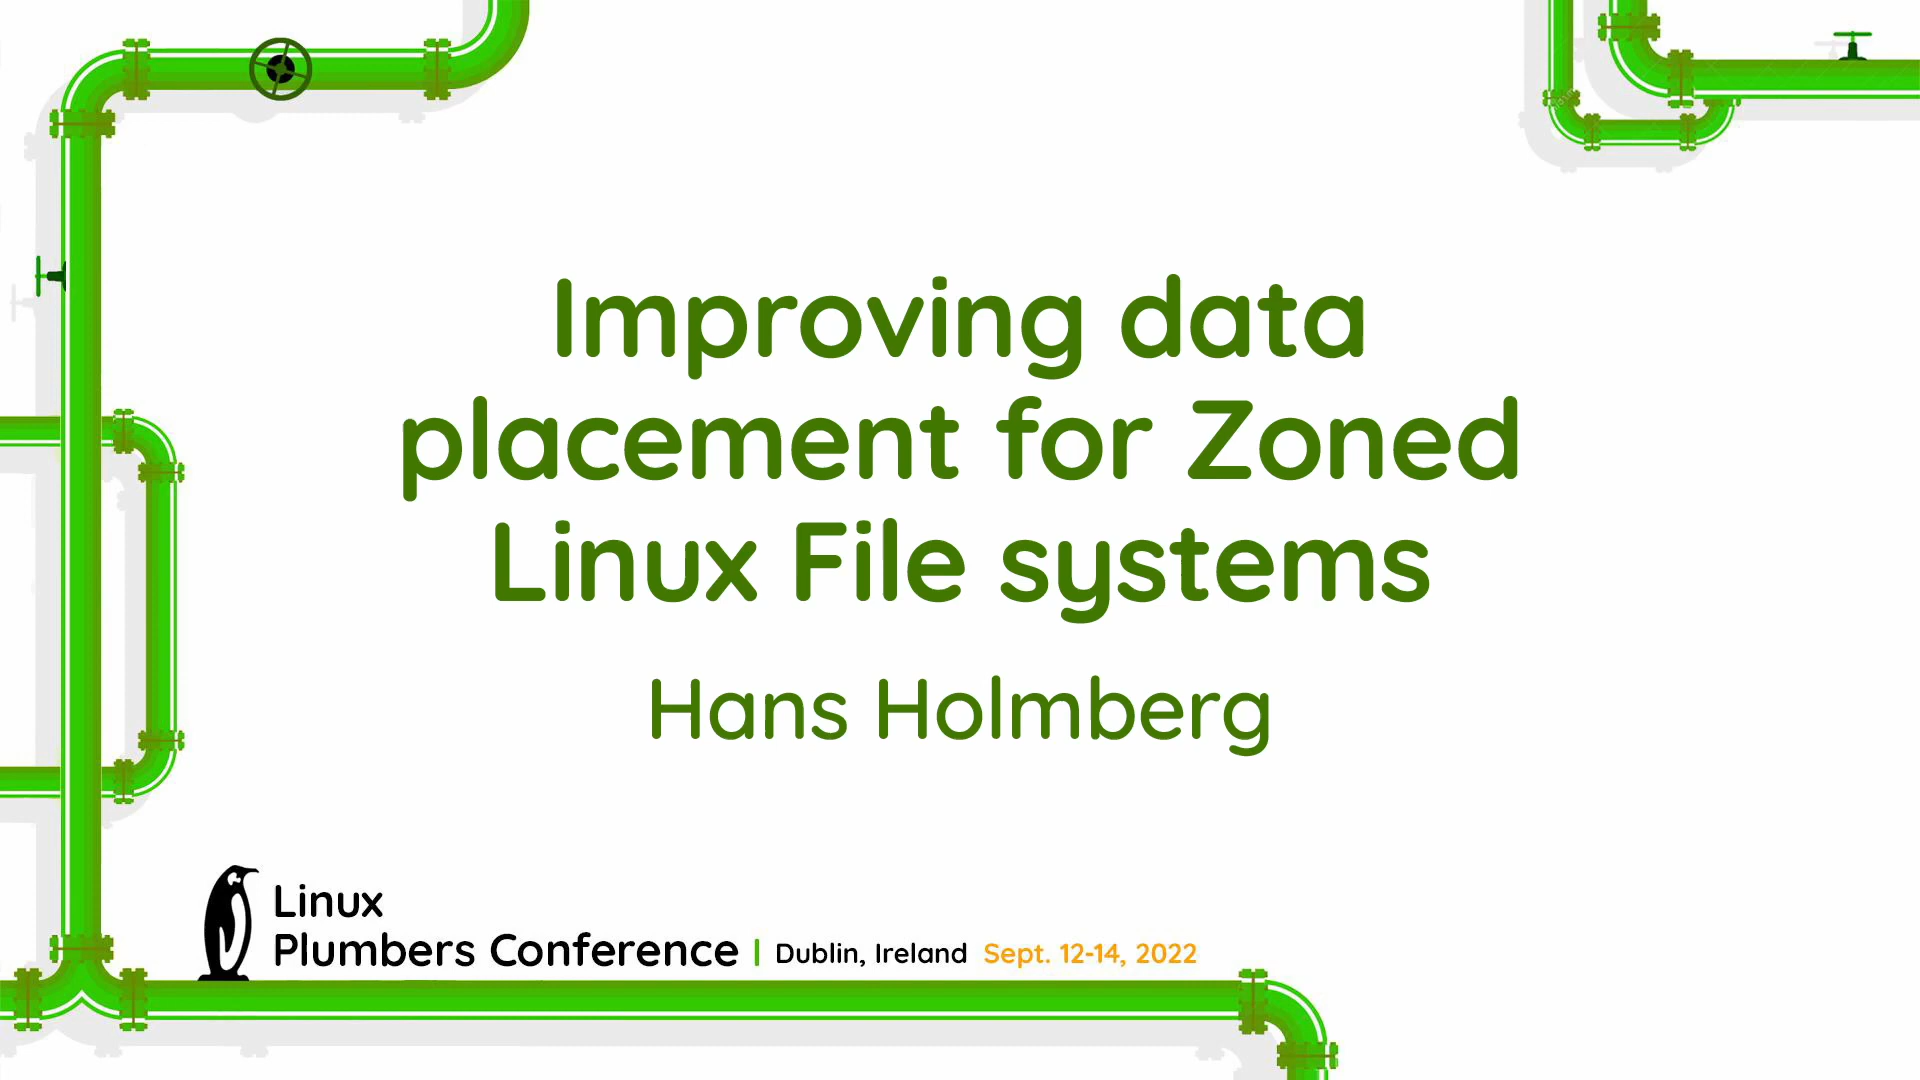 Improving data
placement for Zoned
Linux File systems
Hans Holmberg
Linux
Plumbers Conference | Dublin, Ireland Sept. 12-14, 2022